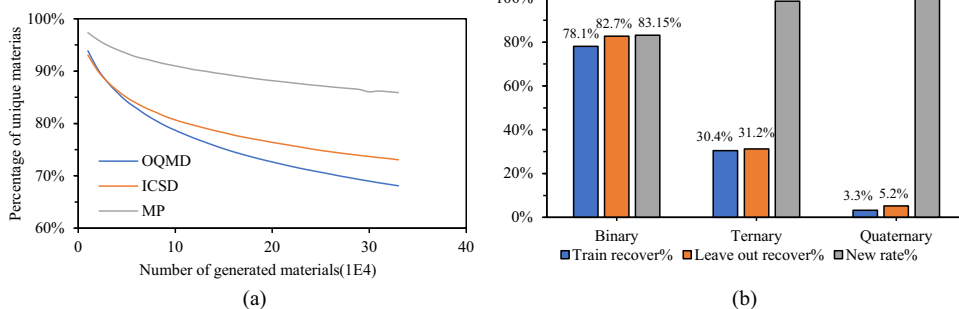 100%
90%
80%
70%
60%
Percentage of unique materias
OQMD
ICSD
MP
0
10
20
30
40
Number of generated materials(1E4)
(a)
100%
80%
60%
40%
20%
0%
78.1%
82.7%
83.15%
30.4%
31.2%
3.3%
5.2%
Binary
Ternary
Quaternary
Train recover%
Leave out recover%
New rate%
(b)